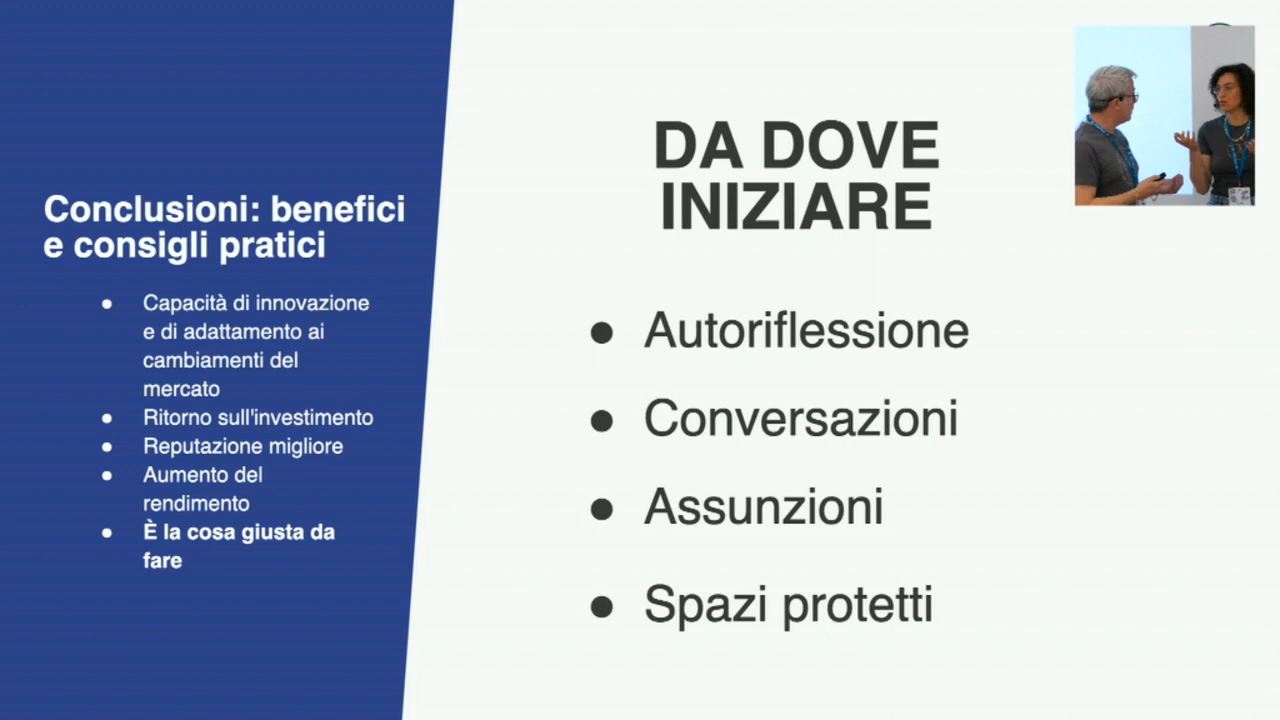 Conclusioni: benefici
e consigli pratici
● Capacità di innovazione
e di adattamento ai
cambiamenti del
mercato
● Ritorno sull'investimento
● Reputazione migliore
● Aumento del
rendimento
● È la cosa giusta da
fare
DA DOVE
INIZIARE
● Autoriflessione
● Conversazioni
● Assunzioni
● Spazi protetti